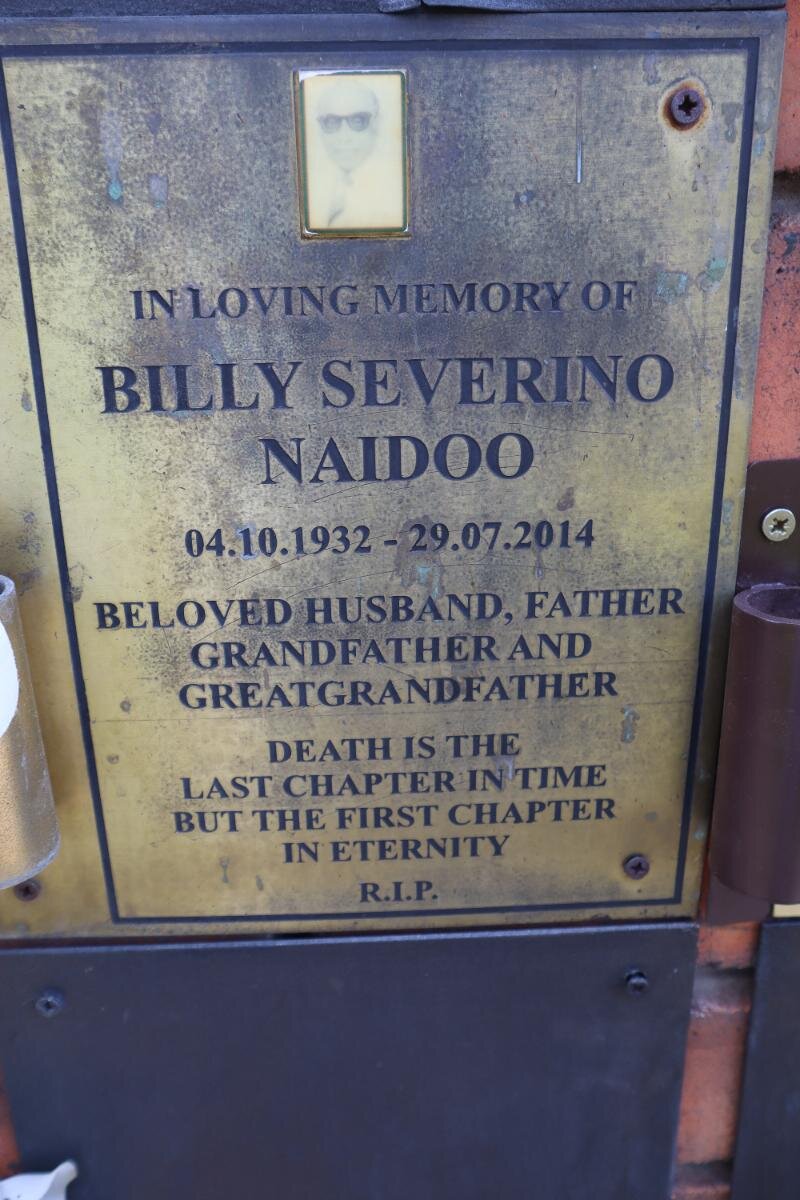 IN LOVING MEMORY OF
BILLY SEVERINO
NAIDOO
04.10.1932 - 29.07.2014
BELOVED HUSBAND, FATHER
GRANDFATHER AND
GREATGRANDFATHER
DEATH IS THE
LAST CHAPTER IN TIME
BUT THE FIRST CHAPTER
IN ETERNITY
R.I.P.